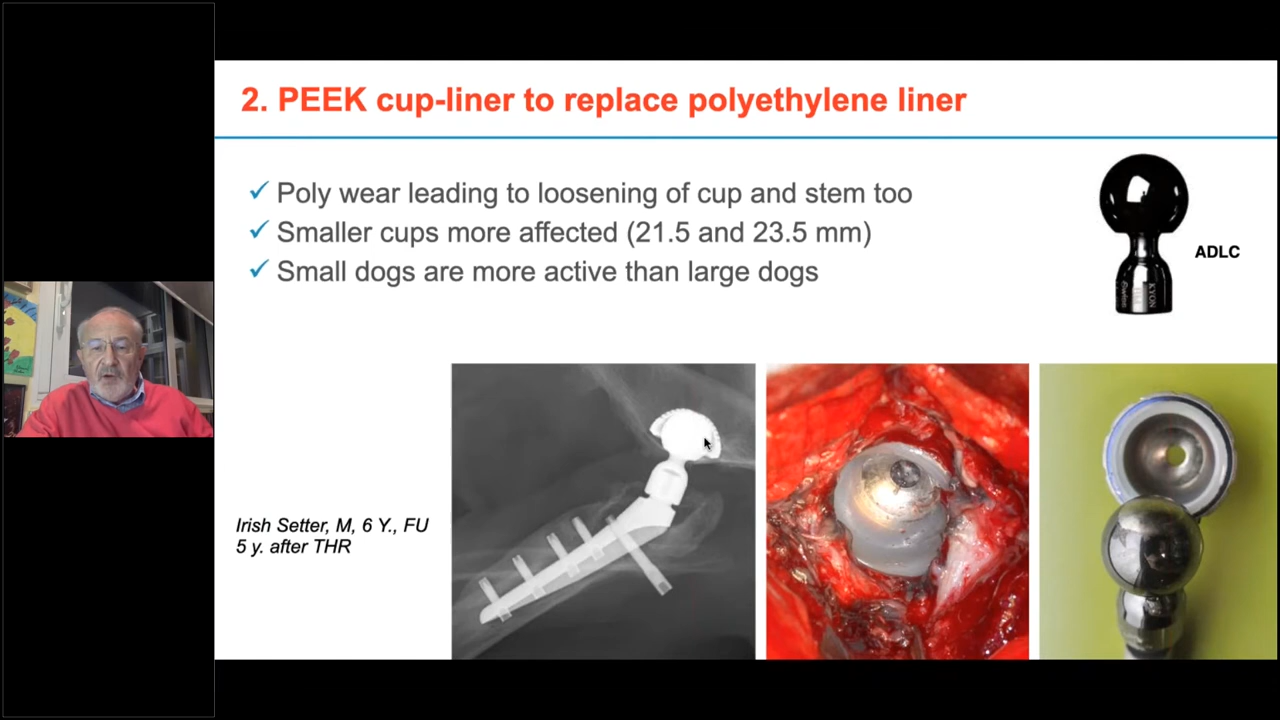 2. PEEK cup-liner to replace polyethylene liner
✓ Poly wear leading to loosening of cup and stem too
✓ Smaller cups more affected (21.5 and 23.5 mm)
✓ Small dogs are more active than large dogs
KYON
Swiss
ADLC
Irish Setter, M, 6 Y., FU
5 y. after THR